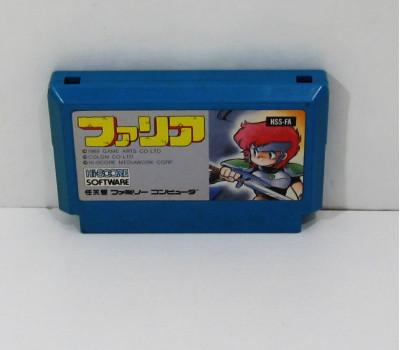 ファリア
HSS-FA
©1989 GAME ARTS CO LTD
©COLON CO LTD
©HI-SCORE MEDIAWORK CORP
HI-SCORE
SOFTWARE
任天堂 ファミリー コンピュータ